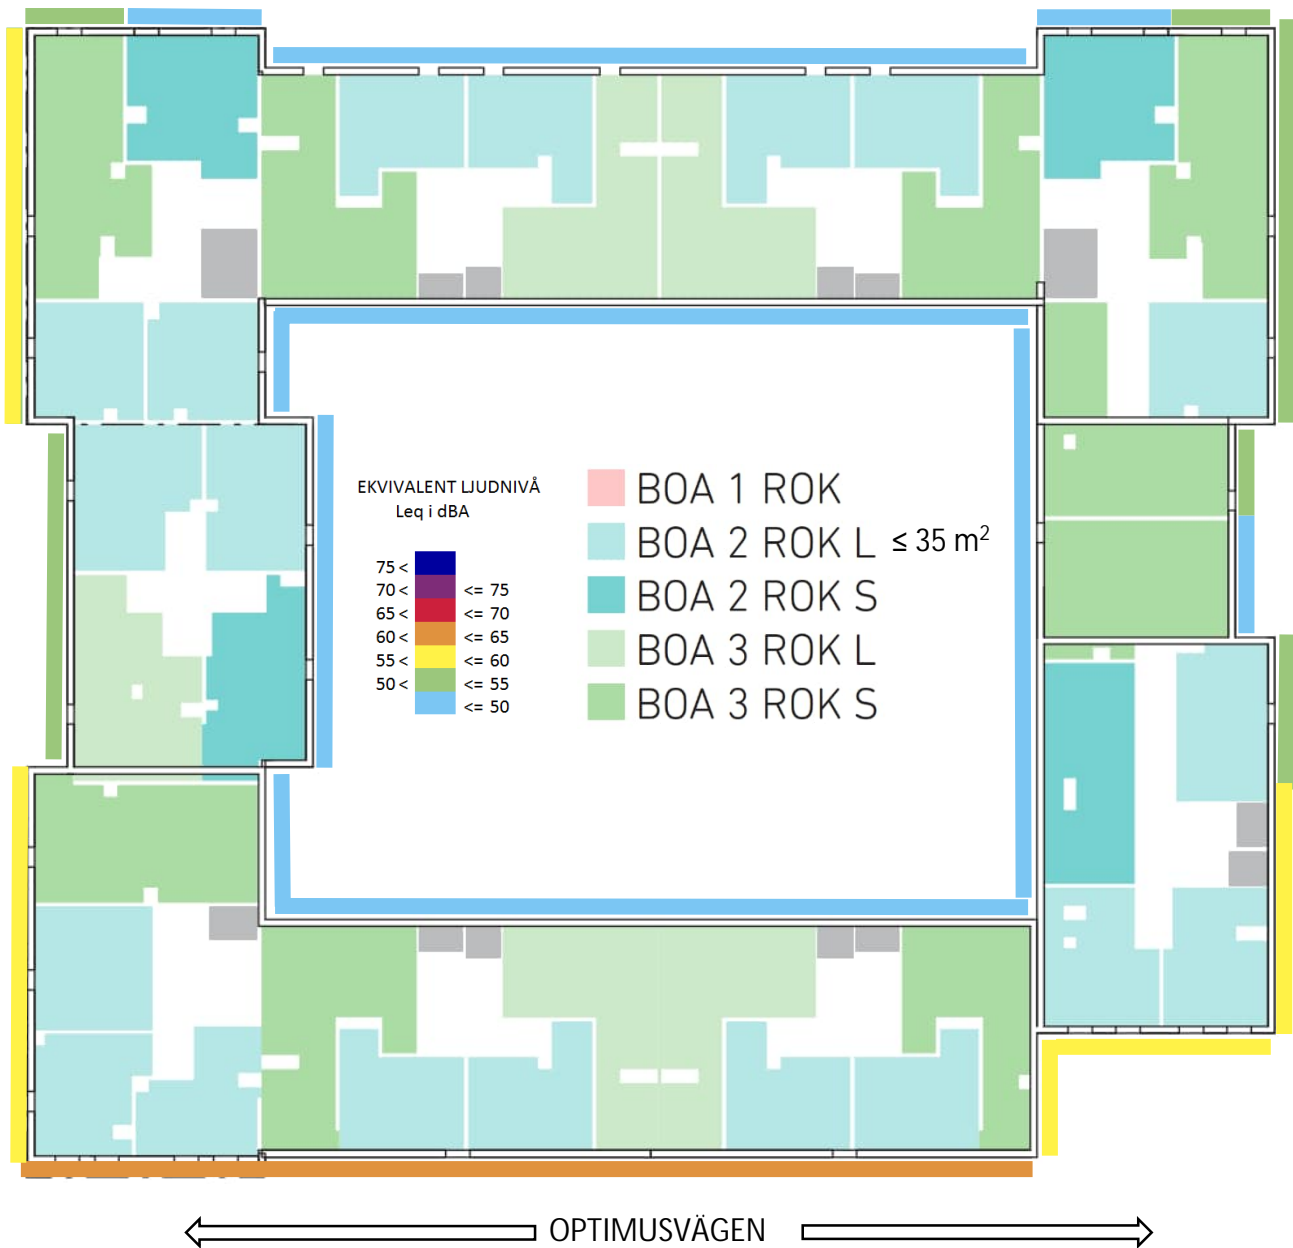 EKVIVALENT LJUDNIVÅ
Leq i dBA
75 <
70 < <= 75
65 < <= 70
60 < <= 65
55 < <= 60
50 < <= 55
<= 50
BOA 1 ROK
BOA 2 ROK L ≤ 35 m²
BOA 2 ROK S
BOA 3 ROK L
BOA 3 ROK S
OPTIMUSVÄGEN